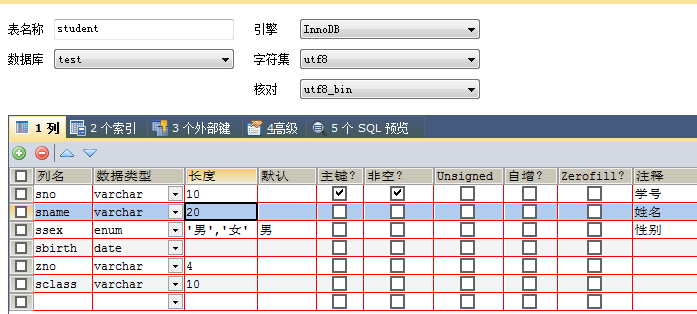 表名称 student 引擎 InnoDB
数据库 test 字符集 utf8
核对 utf8_bin
1 列 2 个索引 3 个外部键 4高级 5 个 SQL 预览
列名 数据类型 长度 默认 主键? 非空? Unsigned 自增? Zerofill? 注释
sno varchar 10 学号
sname varchar 20 姓名
ssex enum '男','女' 男 性别
sbirth date
zno varchar 4
sclass varchar 10